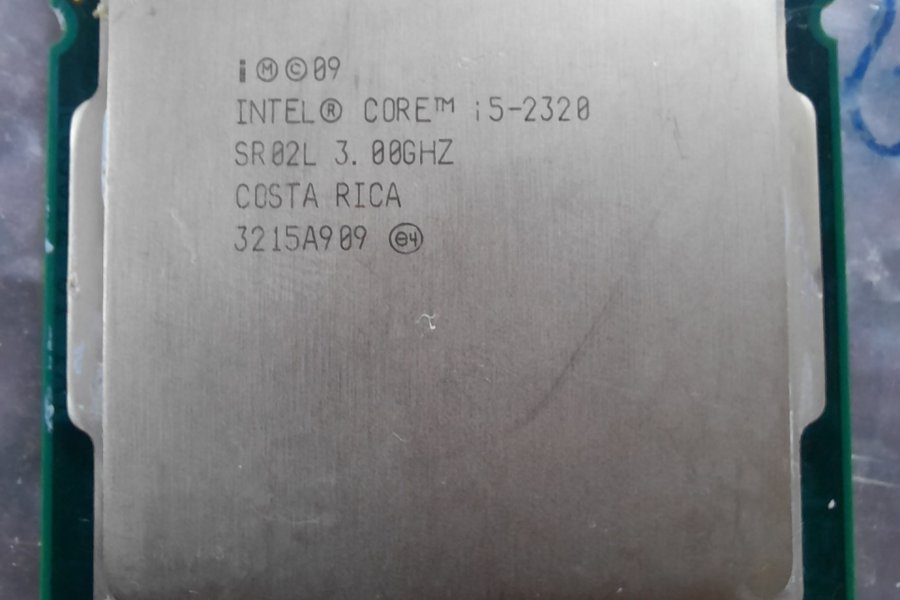 i Ⓜ © 09
INTEL® CORE™ i5-2320
SR02L 3.00GHZ
COSTA RICA
3215A909 e4